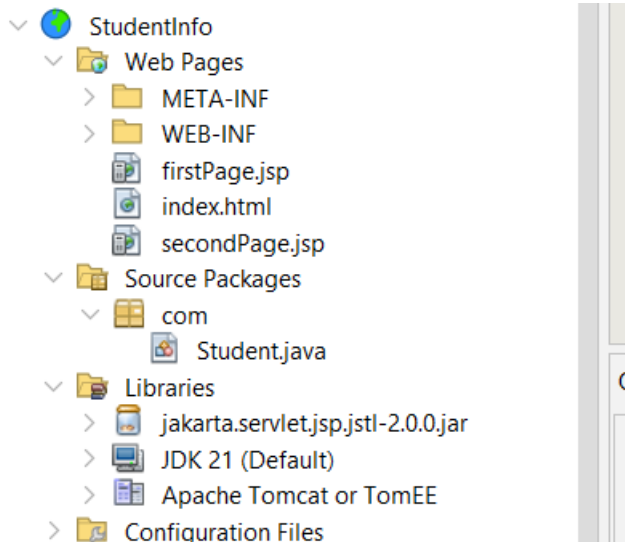 StudentInfo
Web Pages
META-INF
WEB-INF
firstPage.jsp
index.html
secondPage.jsp
Source Packages
com
Student.java
Libraries
jakarta.servlet.jsp.jstl-2.0.0.jar
JDK 21 (Default)
Apache Tomcat or TomEE
Configuration Files